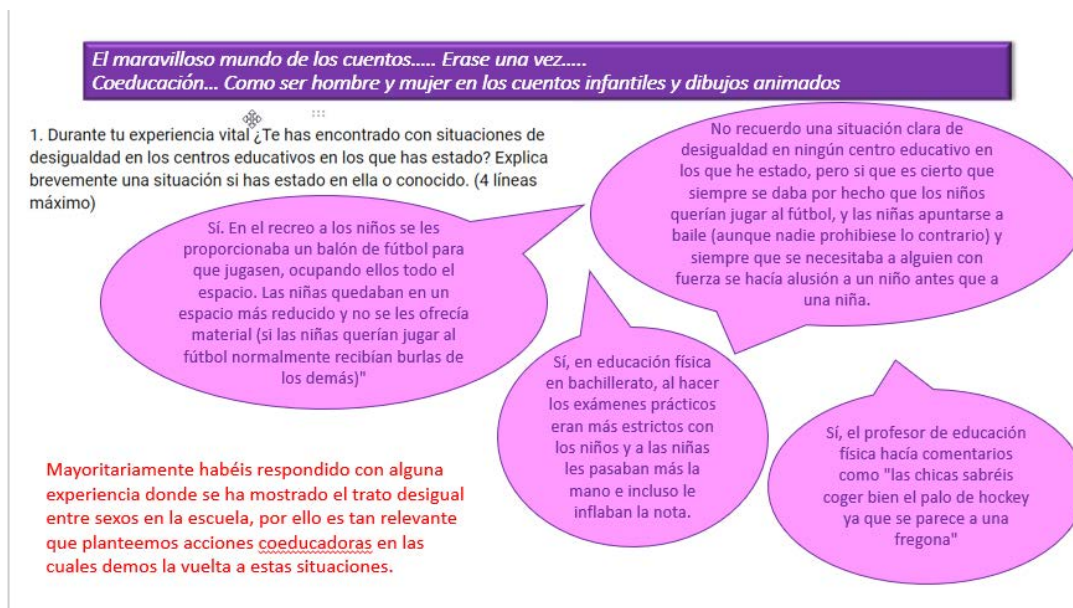 El maravilloso mundo de los cuentos..... Erase una vez.....
Coeducación... Como ser hombre y mujer en los cuentos infantiles y dibujos animados
1. Durante tu experiencia vital ¿Te has encontrado con situaciones de
desigualdad en los centros educativos en los que has estado? Explica
brevemente una situación si has estado en ella o conocido. (4 líneas
máximo)
No recuerdo una situación clara de
desigualdad en ningún centro educativo en
los que he estado, pero si que es cierto que
siempre se daba por hecho que los niños
querían jugar al fútbol, y las niñas apuntarse a
baile (aunque nadie prohibiese lo contrario) y
siempre que se necesitaba a alguien con
fuerza se hacía alusión a un niño antes que a
una niña.
Sí. En el recreo a los niños se les
proporcionaba un balón de fútbol para
que jugasen, ocupando ellos todo el
espacio. Las niñas quedaban en un
espacio más reducido y no se les ofrecía
material (si las niñas querían jugar al
fútbol normalmente recibían burlas de
los demás)"
Sí, en educación física
en bachillerato, al hacer
los exámenes prácticos
eran más estrictos con
los niños y a las niñas
les pasaban más la
mano e incluso le
inflaban la nota.
Sí, el profesor de educación
física hacía comentarios
como "las chicas sabréis
coger bien el palo de hockey
ya que se parece a una
fregona"
Mayoritariamente habéis respondido con alguna
experiencia donde se ha mostrado el trato desigual
entre sexos en la escuela, por ello es tan relevante
que planteemos acciones coeducadoras en las
cuales demos la vuelta a estas situaciones.